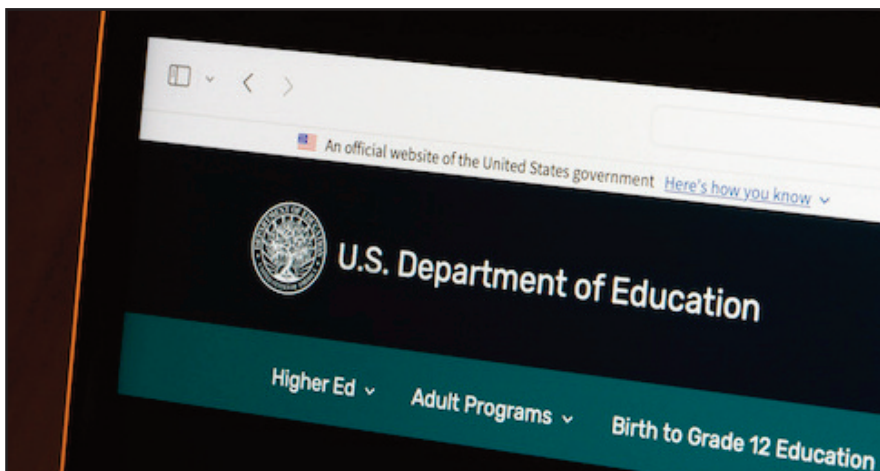 An official website of the United States government Here's how you know
U.S. Department of Education
Higher Ed Adult Programs Birth to Grade 12 Education